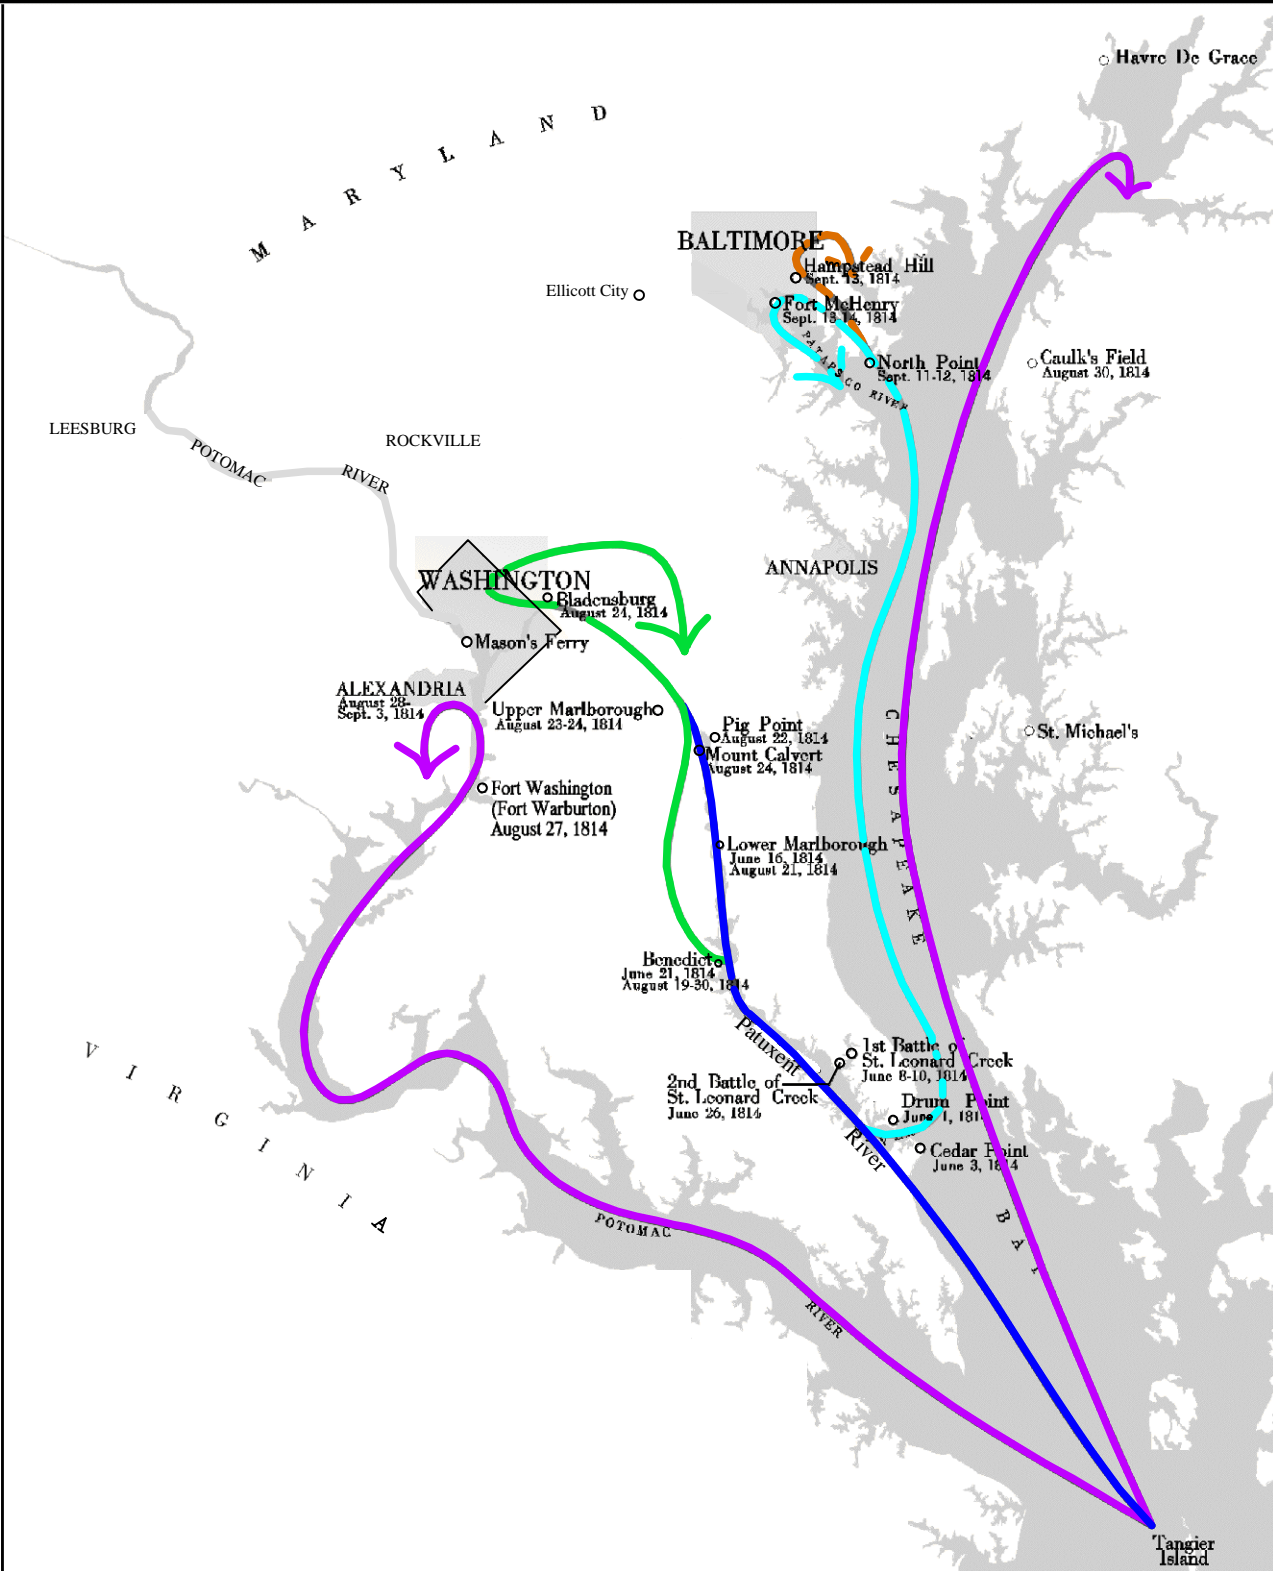 Havre De Grace
MARYLAND
BALTIMORE
Hampstead Hill
Sept. 13, 1814
Ellicott City
Fort McHenry
Sept. 13-14, 1814
PATAPSCO RIVER
North Point
Sept. 11-12, 1814
Caulk's Field
August 30, 1814
LEESBURG
ROCKVILLE
POTOMAC RIVER
ANNAPOLIS
WASHINGTON
Bladensburg
August 24, 1814
Mason's Ferry
ALEXANDRIA
August 28-
Sept. 3, 1814
Upper Marlborough
August 23-24, 1814
Pig Point
August 22, 1814
Mount Calvert
August 24, 1814
St. Michael's
CHESAPEAKE BAY
Fort Washington
(Fort Warburton)
August 27, 1814
Lower Marlborough
June 16, 1814
August 21, 1814
Benedict
June 21, 1814
August 19-30, 1814
Patuxent River
1st Battle of
St. Leonard Creek
June 8-10, 1814
2nd Battle of
St. Leonard Creek
June 26, 1814
Drum Point
June 1, 1814
Cedar Point
June 3, 1814
VIRGINIA
POTOMAC RIVER
Tangier
Island